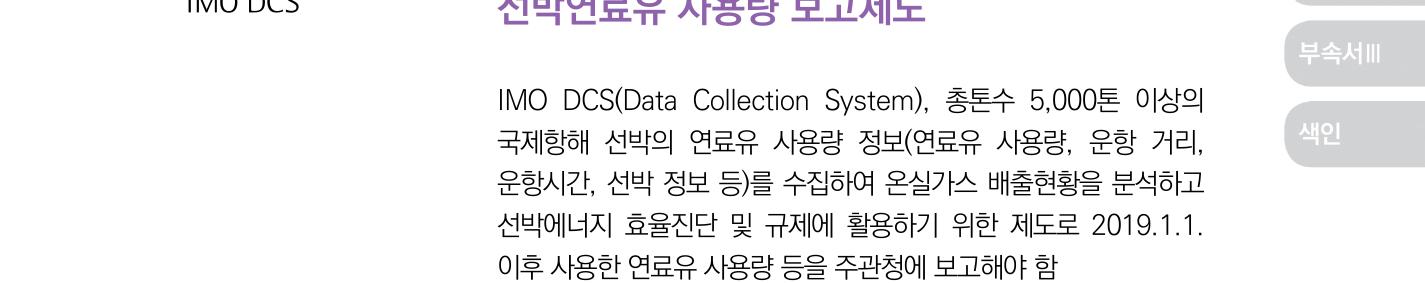 IMO DCS
선박연료유 사용량 보고제도
부속서Ⅲ
IMO DCS(Data Collection System), 총톤수 5,000톤 이상의
국제항해 선박의 연료유 사용량 정보(연료유 사용량, 운항 거리,
색인
운항시간, 선박 정보 등)를 수집하여 온실가스 배출현황을 분석하고
선박에너지 효율진단 및 규제에 활용하기 위한 제도로 2019.1.1.
이후 사용한 연료유 사용량 등을 주관청에 보고해야 함